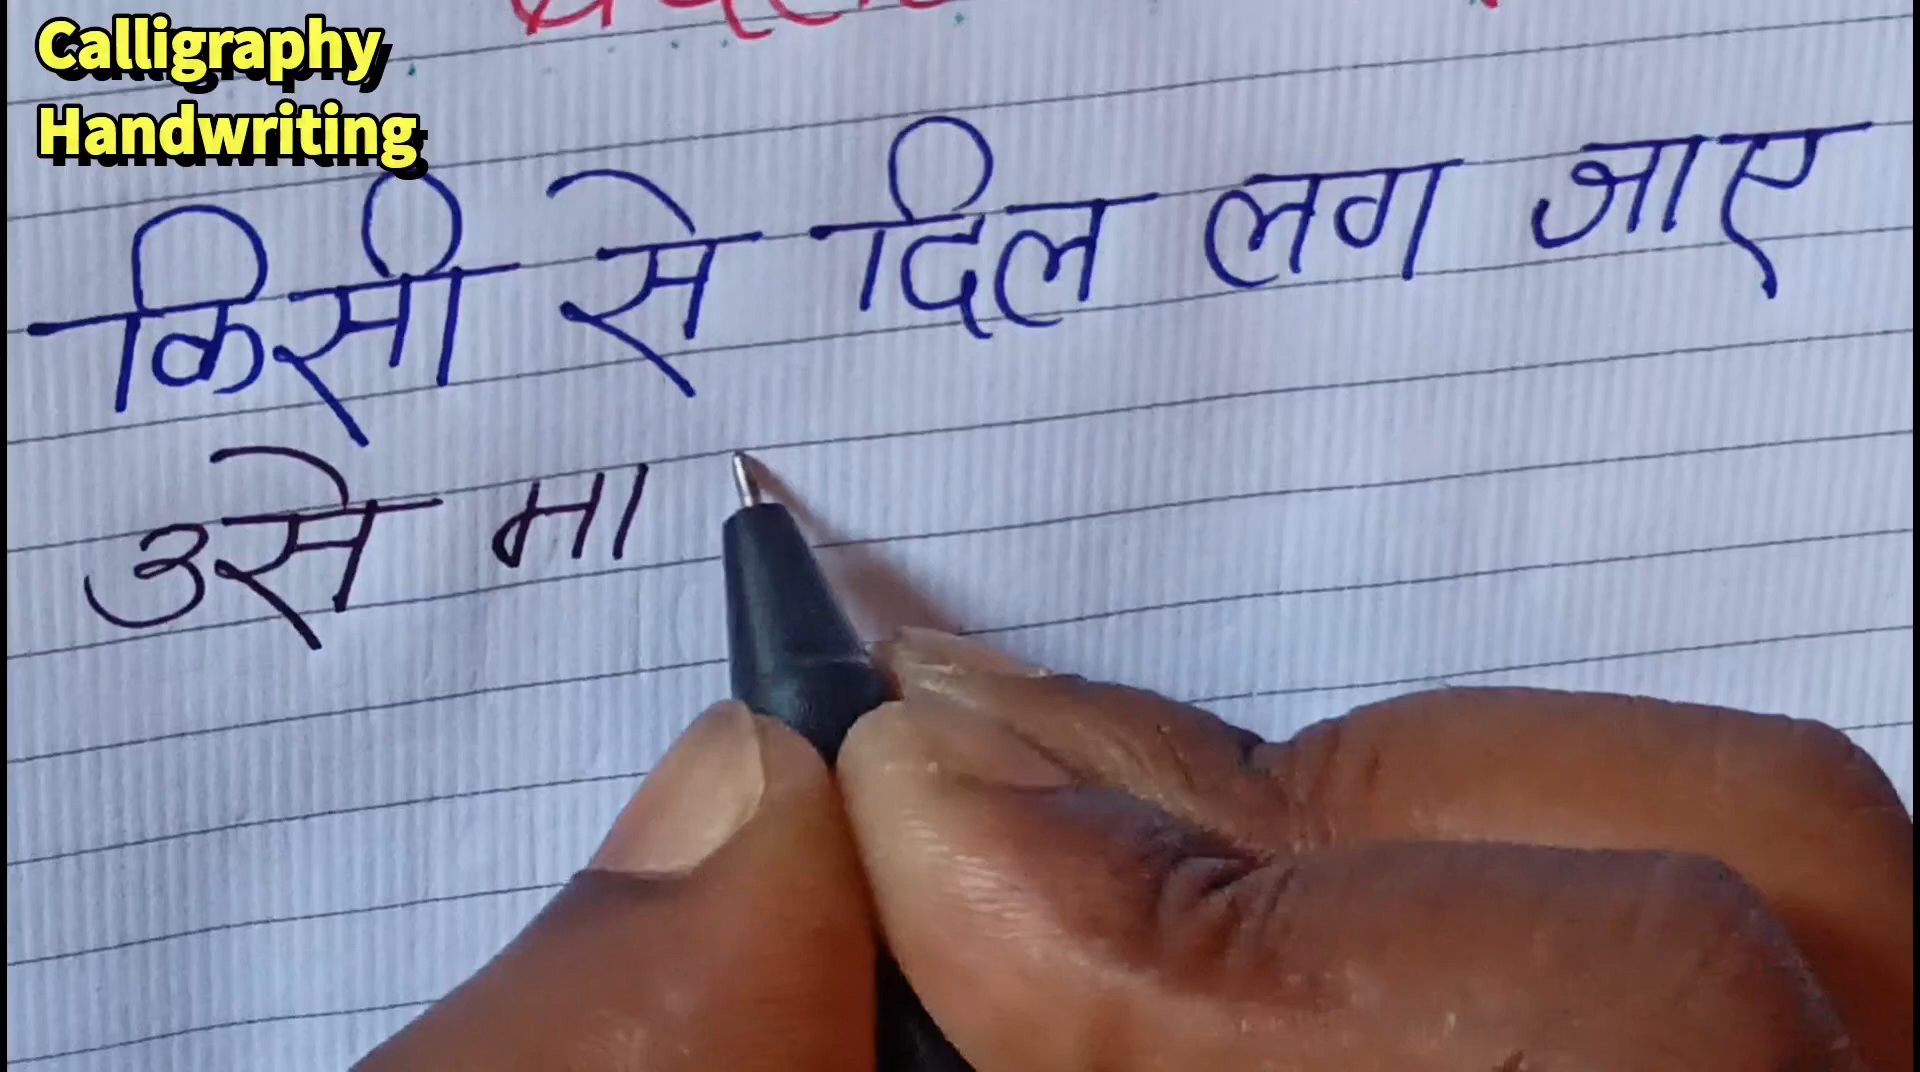 Calligraphy
Handwriting
किसी से दिल लग जाए
उसे मा